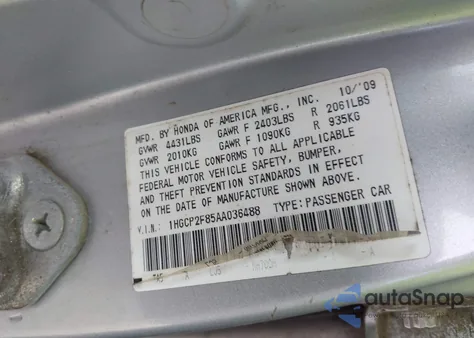 MFD. BY HONDA OF AMERICA MFG., INC. 10/'09
GVWR 4431LBS GAWR F 2403LBS R 2061LBS
GVWR 2010KG GAWR F 1090KG R 935KG
THIS VEHICLE CONFORMS TO ALL APPLICABLE
FEDERAL MOTOR VEHICLE SAFETY, BUMPER,
AND THEFT PREVENTION STANDARDS IN EFFECT
ON THE DATE OF MANUFACTURE SHOWN ABOVE.
V.I.N.: 1HGCP2F85AA036488 TYPE: PASSENGER CAR
autoSnap